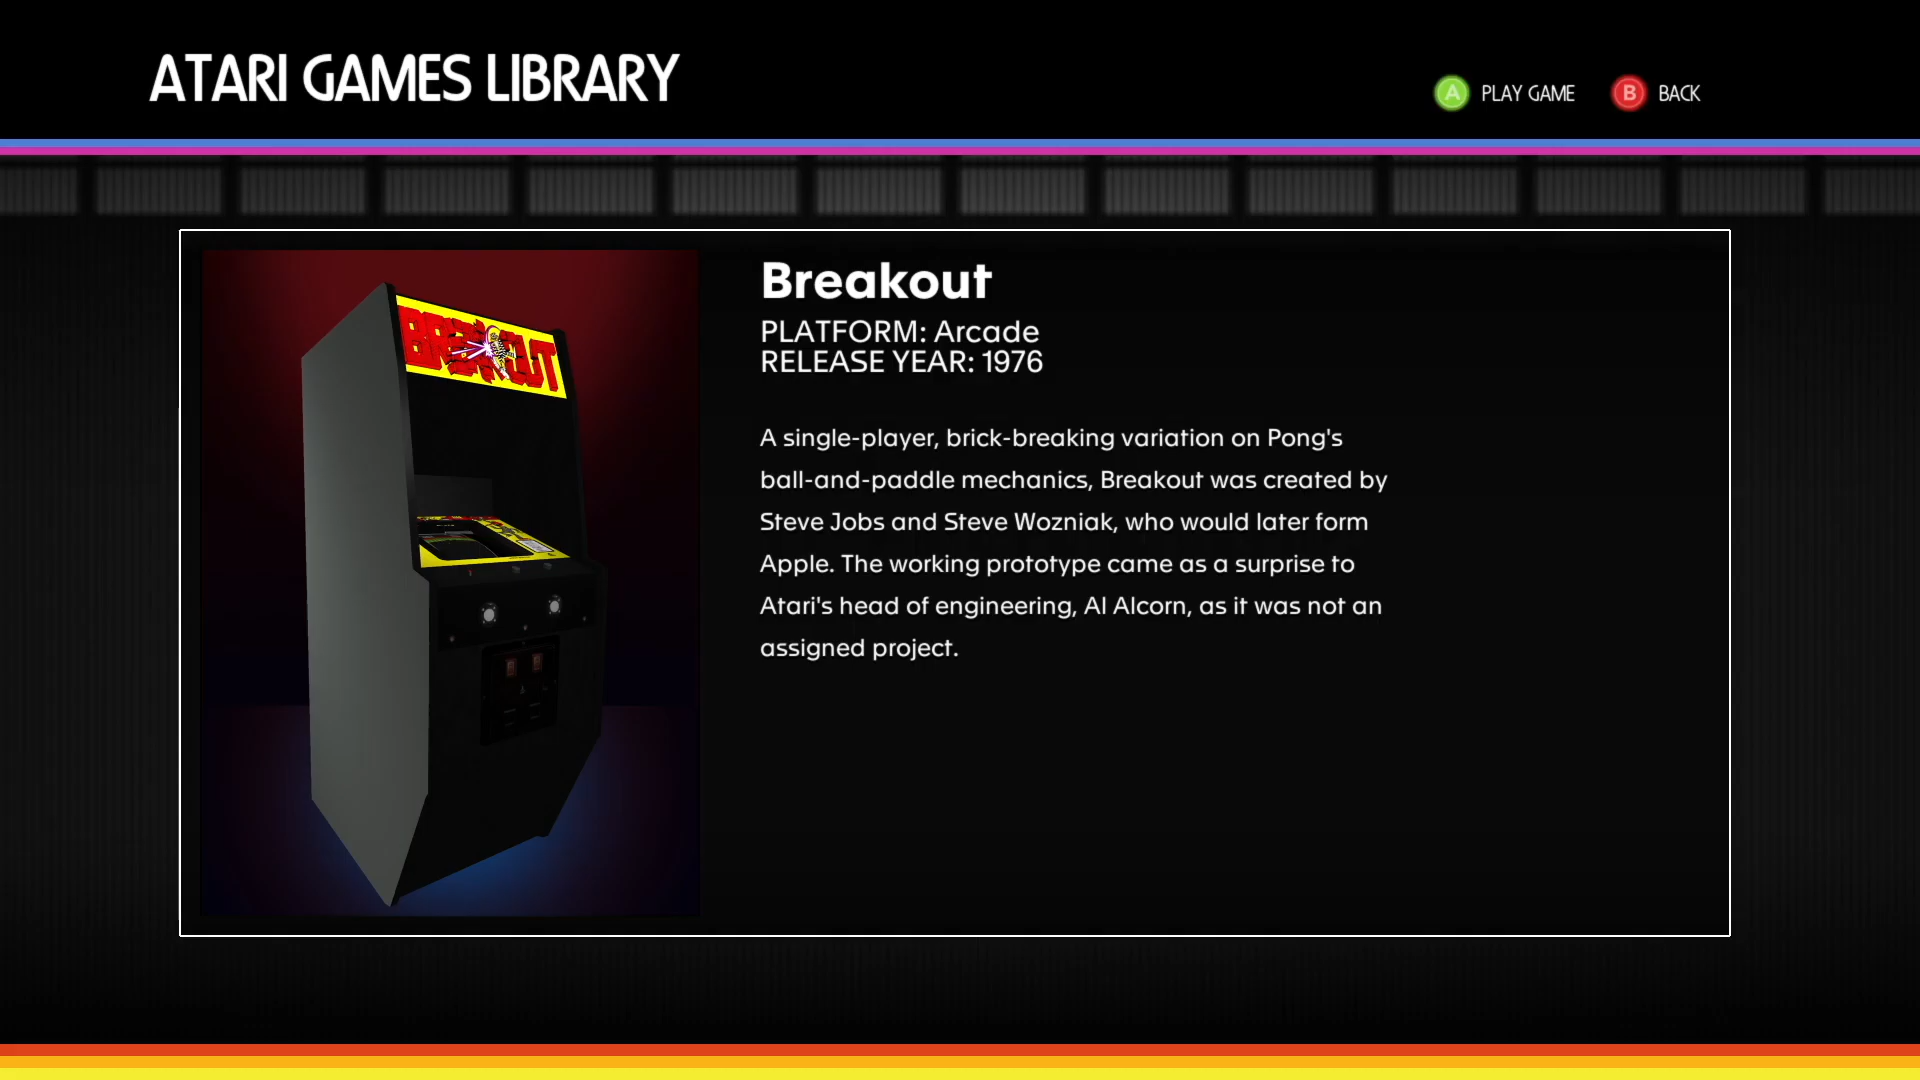 ATARI GAMES LIBRARY
A PLAY GAME B BACK
BREAKOUT
Breakout
PLATFORM: Arcade
RELEASE YEAR: 1976
A single-player, brick-breaking variation on Pong's
ball-and-paddle mechanics, Breakout was created by
Steve Jobs and Steve Wozniak, who would later form
Apple. The working prototype came as a surprise to
Atari's head of engineering, Al Alcorn, as it was not an
assigned project.